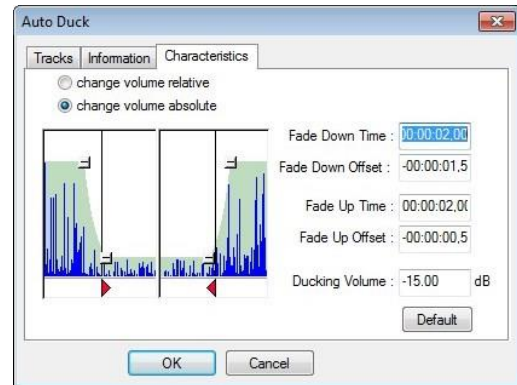 Auto Duck
Tracks Information Characteristics
change volume relative
change volume absolute
Fade Down Time : 00:00:02,00
Fade Down Offset : -00:00:01,5
Fade Up Time : 00:00:02,0(
Fade Up Offset : -00:00:00,5
Ducking Volume : -15.00 dB
Default
OK Cancel